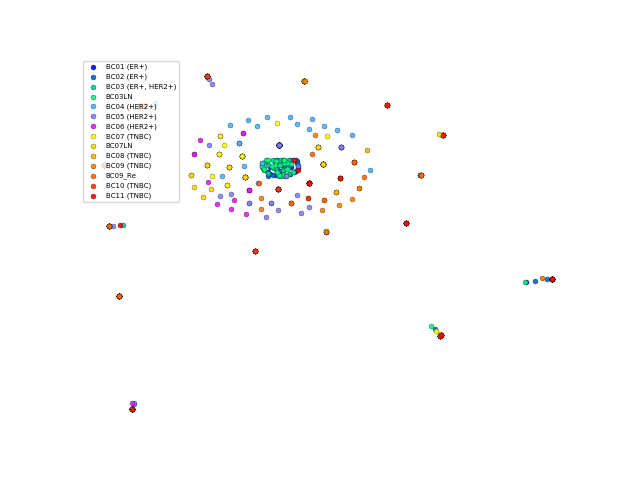 BC01 (ER+)
BC02 (ER+)
BC03 (ER+, HER2+)
BC03LN
BC04 (HER2+)
BC05 (HER2+)
BC06 (HER2+)
BC07 (TNBC)
BC07LN
BC08 (TNBC)
BC09 (TNBC)
BC09_Re
BC10 (TNBC)
BC11 (TNBC)